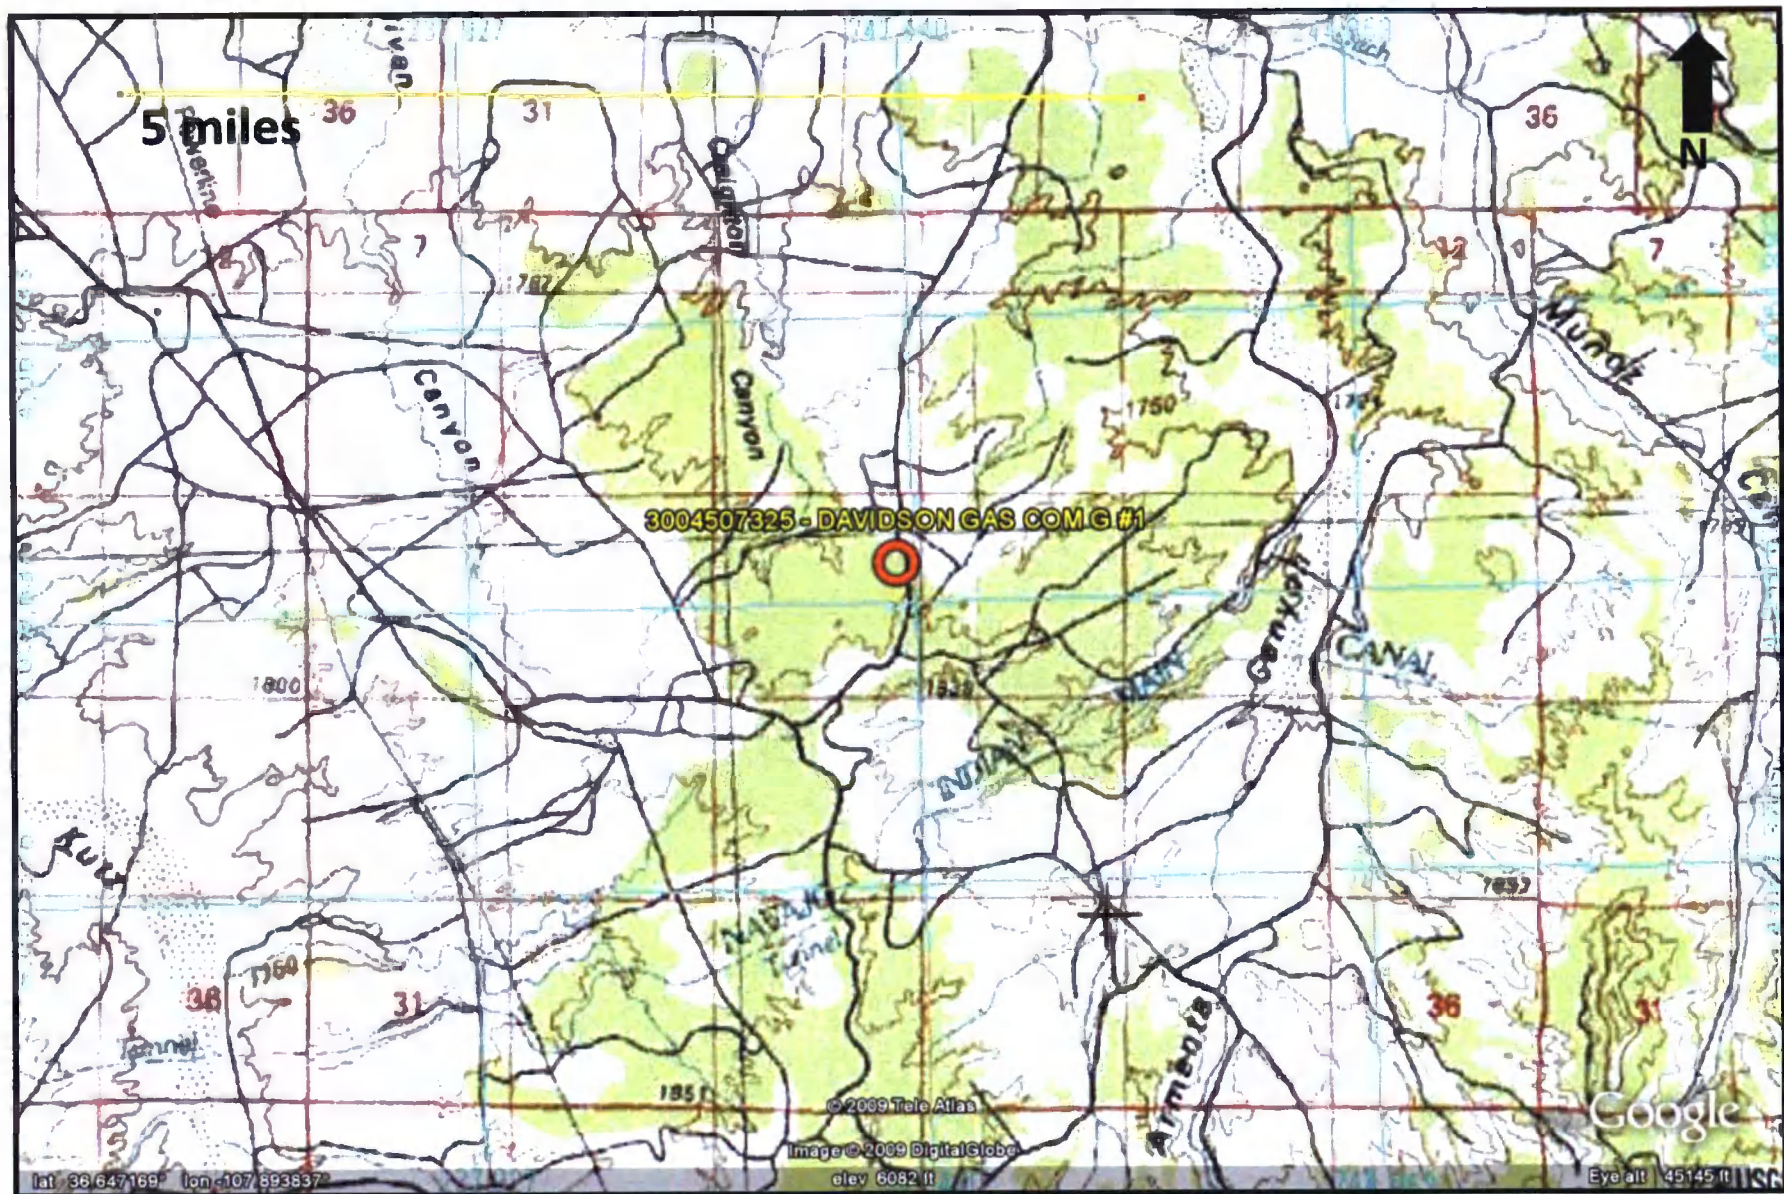 36
31
36
5 miles
N
7
12
7
Munoz
Canyon
Canyon
1750
3004507325 - DAVIDSON GAS COM G #1
Canyon
CANAL
1800
INDIAN
Kutz
NAVAJO
Tunnel
1760
36
31
36
31
Tunnel
1851
Armenta
© 2009 Tele Atlas
Google
Image © 2009 DigitalGlobe
lat 36.647169° lon -107.893837°
elev 6082 ft
Eye alt 45145 ft